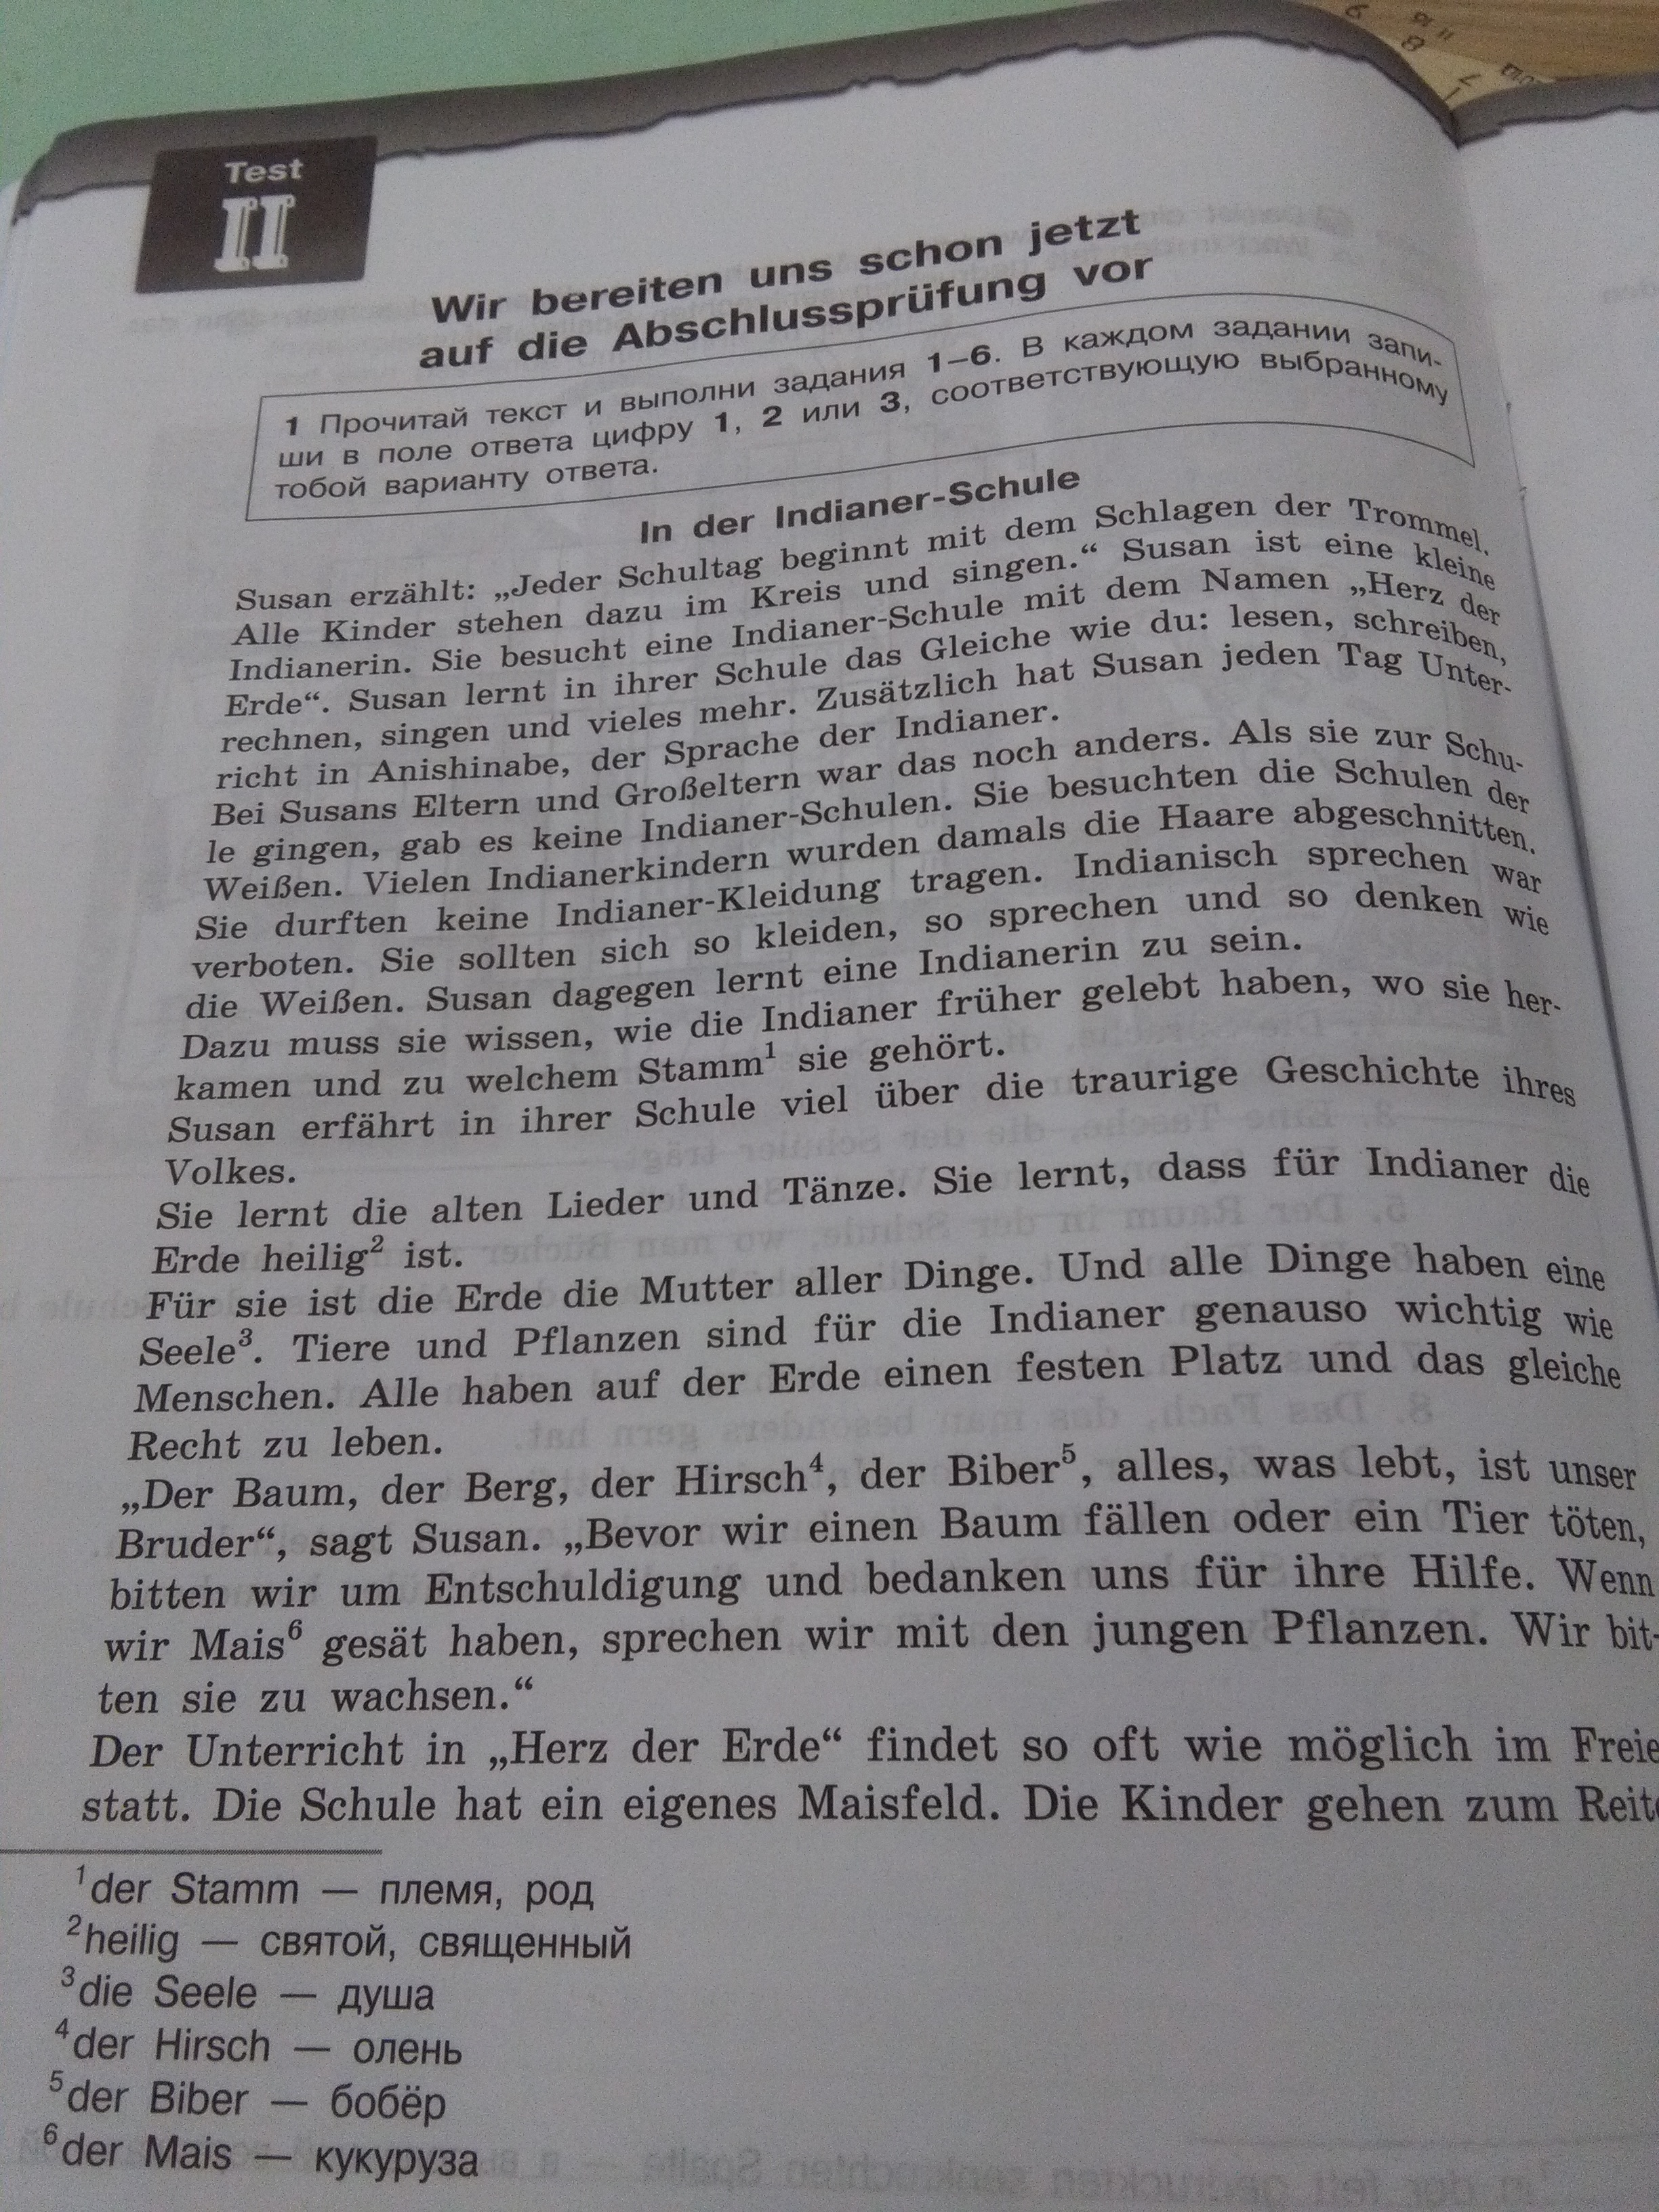 Test
II
Wir bereiten uns schon jetzt
auf die Abschlussprüfung vor
1 Прочитай текст и выполни задания 1–6. В каждом задании запи-
ши в поле ответа цифру 1, 2 или 3, соответствующую выбранному
тобой варианту ответа.
In der Indianer-Schule
Susan erzählt: „Jeder Schultag beginnt mit dem Schlagen der Trommel.
Alle Kinder stehen dazu im Kreis und singen.“ Susan ist eine kleine
Indianerin. Sie besucht eine Indianer-Schule mit dem Namen „Herz der
Erde“. Susan lernt in ihrer Schule das Gleiche wie du: lesen, schreiben,
rechnen, singen und vieles mehr. Zusätzlich hat Susan jeden Tag Unter-
richt in Anishinabe, der Sprache der Indianer.
Bei Susans Eltern und Großeltern war das noch anders. Als sie zur Schu-
le gingen, gab es keine Indianer-Schulen. Sie besuchten die Schulen der
Weißen. Vielen Indianerkindern wurden damals die Haare abgeschnitten.
Sie durften keine Indianer-Kleidung tragen. Indianisch sprechen war
verboten. Sie sollten sich so kleiden, so sprechen und so denken wie
die Weißen. Susan dagegen lernt eine Indianerin zu sein.
Dazu muss sie wissen, wie die Indianer früher gelebt haben, wo sie her-
kamen und zu welchem Stamm¹ sie gehört.
Susan erfährt in ihrer Schule viel über die traurige Geschichte ihres
Volkes.
Sie lernt die alten Lieder und Tänze. Sie lernt, dass für Indianer die
Erde heilig² ist.
Für sie ist die Erde die Mutter aller Dinge. Und alle Dinge haben eine
Seele³. Tiere und Pflanzen sind für die Indianer genauso wichtig wie
Menschen. Alle haben auf der Erde einen festen Platz und das gleiche
Recht zu leben.
„Der Baum, der Berg, der Hirsch⁴, der Biber⁵, alles, was lebt, ist unser
Bruder“, sagt Susan. „Bevor wir einen Baum fällen oder ein Tier töten,
bitten wir um Entschuldigung und bedanken uns für ihre Hilfe. Wenn
wir Mais⁶ gesät haben, sprechen wir mit den jungen Pflanzen. Wir bit-
ten sie zu wachsen.“
Der Unterricht in „Herz der Erde“ findet so oft wie möglich im Freie
statt. Die Schule hat ein eigenes Maisfeld. Die Kinder gehen zum Reite
¹der Stamm — племя, род
²heilig — святой, священный
³die Seele — душа
⁴der Hirsch — олень
⁵der Biber — бобёр
⁶der Mais — кукуруза